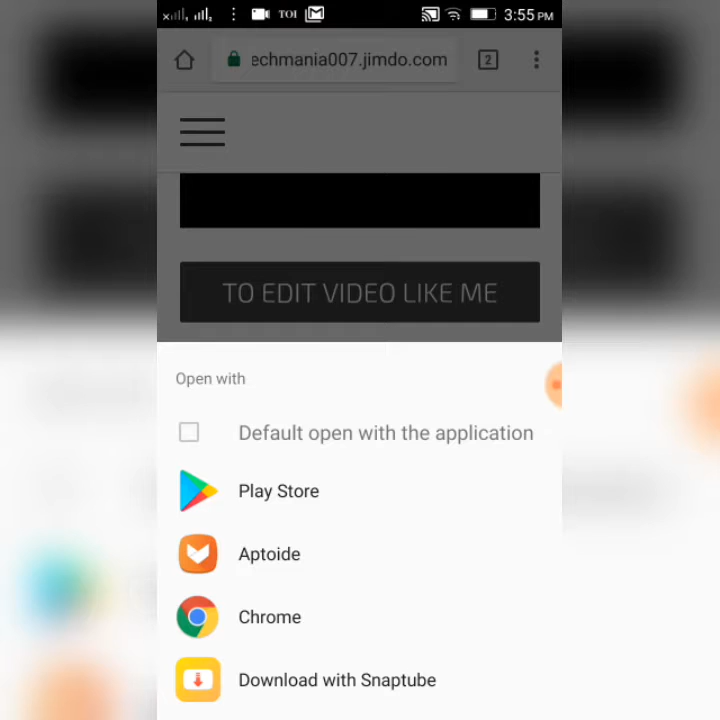 TOI 3:55 PM
echmania007.jimdo.com 2
TO EDIT VIDEO LIKE ME
Open with
Default open with the application
Play Store
Aptoide
Chrome
Download with Snaptube